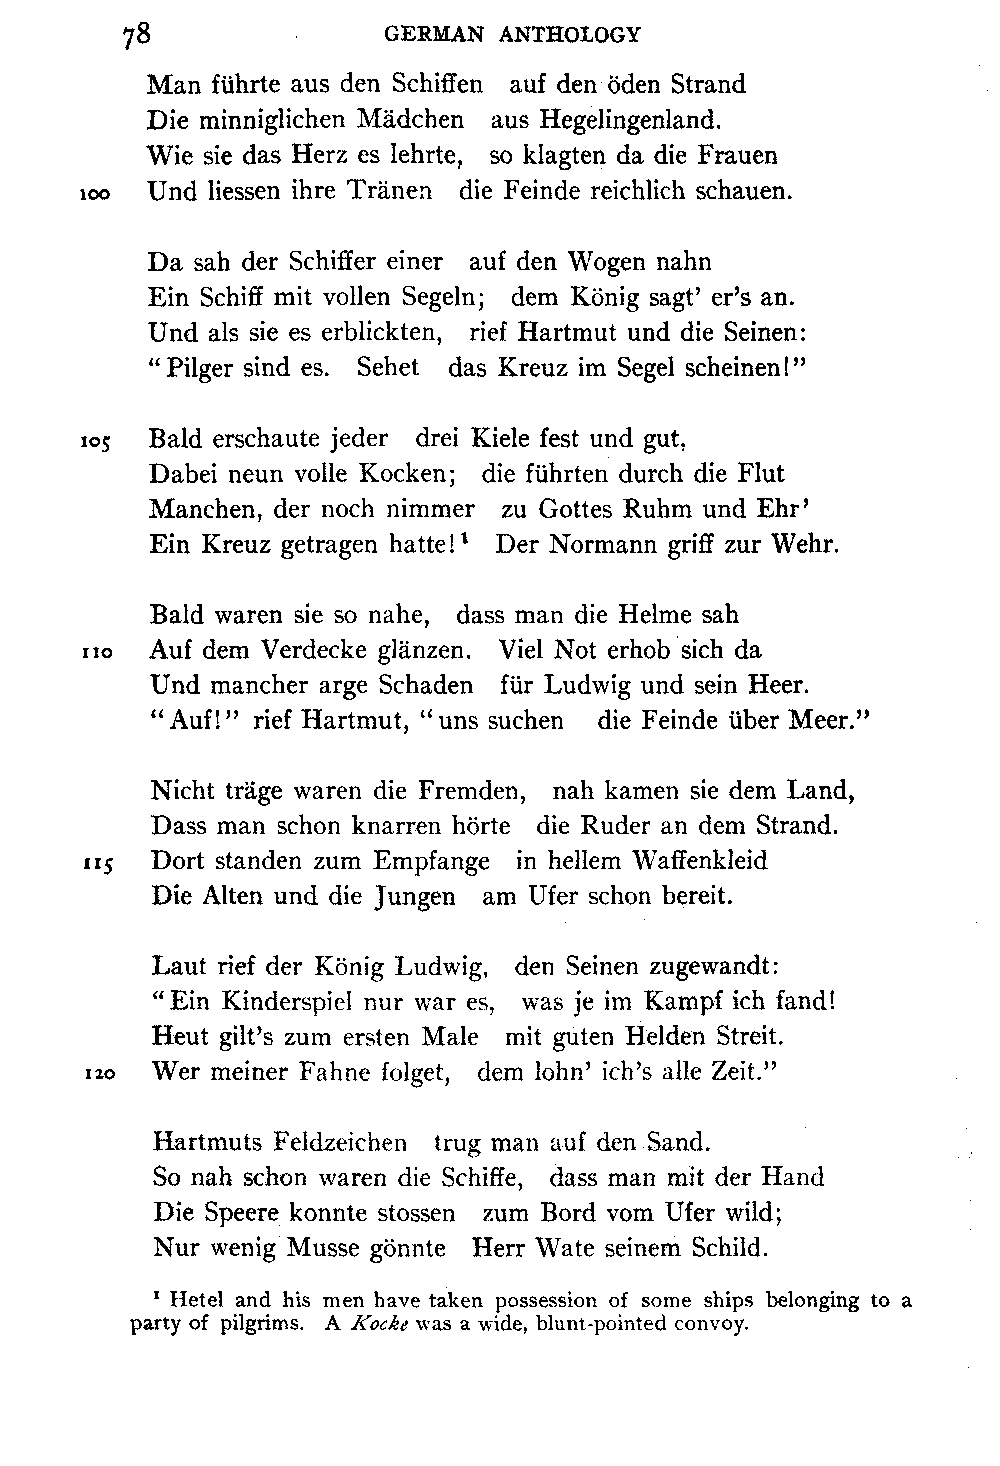 78 GERMAN ANTHOLOGY
Man führte aus den Schiffen auf den öden Strand
Die minniglichen Mädchen aus Hegelingenland.
Wie sie das Herz es lehrte, so klagten da die Frauen
100 Und liessen ihre Tränen die Feinde reichlich schauen.
Da sah der Schiffer einer auf den Wogen nahn
Ein Schiff mit vollen Segeln; dem König sagt' er's an.
Und als sie es erblickten, rief Hartmut und die Seinen:
“Pilger sind es. Sehet das Kreuz im Segel scheinen!”
105 Bald erschaute jeder drei Kiele fest und gut,
Dabei neun volle Kocken; die führten durch die Flut
Manchen, der noch nimmer zu Gottes Ruhm und Ehr'
Ein Kreuz getragen hatte!¹ Der Normann griff zur Wehr.
Bald waren sie so nahe, dass man die Helme sah
110 Auf dem Verdecke glänzen. Viel Not erhob sich da
Und mancher arge Schaden für Ludwig und sein Heer.
“Auf!” rief Hartmut, “uns suchen die Feinde über Meer.”
Nicht träge waren die Fremden, nah kamen sie dem Land,
Dass man schon knarren hörte die Ruder an dem Strand.
115 Dort standen zum Empfange in hellem Waffenkleid
Die Alten und die Jungen am Ufer schon bereit.
Laut rief der König Ludwig, den Seinen zugewandt:
“Ein Kinderspiel nur war es, was je im Kampf ich fand!
Heut gilt's zum ersten Male mit guten Helden Streit.
120 Wer meiner Fahne folget, dem lohn' ich's alle Zeit.”
Hartmuts Feldzeichen trug man auf den Sand.
So nah schon waren die Schiffe, dass man mit der Hand
Die Speere konnte stossen zum Bord vom Ufer wild;
Nur wenig Musse gönnte Herr Wate seinem Schild.
¹ Hetel and his men have taken possession of some ships belonging to a
party of pilgrims. A Kocke was a wide, blunt-pointed convoy.